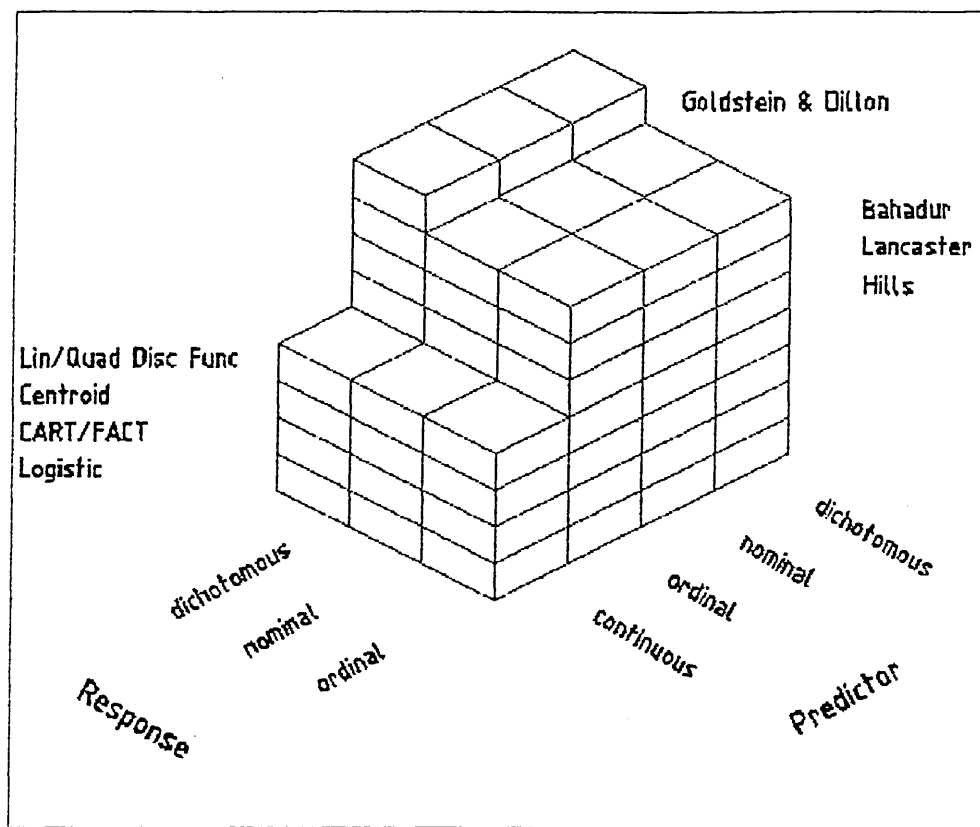 Goldstein & Dillon
Bahadur
Lancaster
Hills
Lin/Quad Disc Func
Centroid
CART/FACT
Logistic
dichotomous
nominal
ordinal
Response
dichotomous
nominal
ordinal
continuous
Predictor